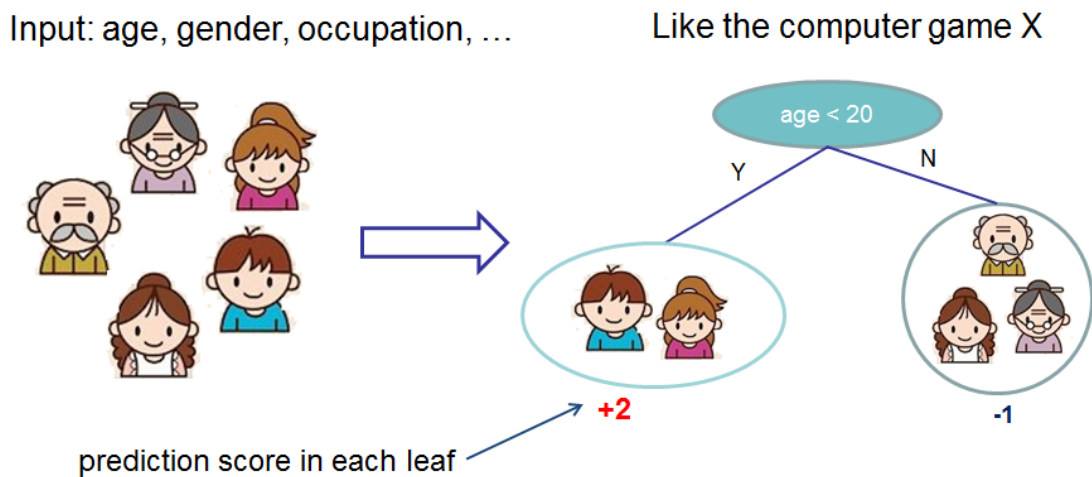 Input: age, gender, occupation, …
Like the computer game X
age < 20
Y
N
+2
-1
prediction score in each leaf